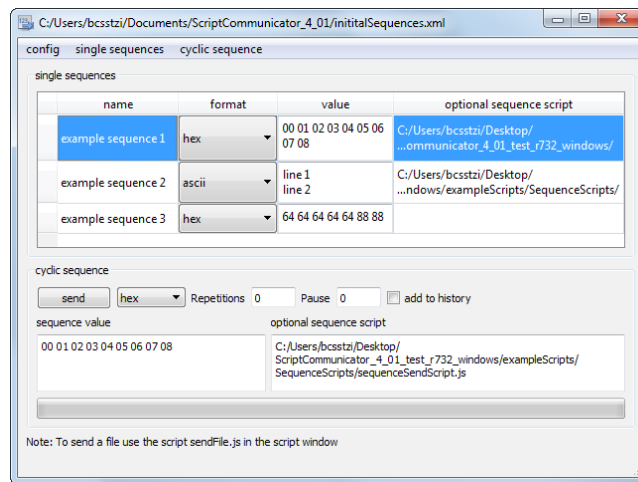 C:/Users/bcsstzi/Documents/ScriptCommunicator_4_01/inititalSequences.xml
config single sequences cyclic sequence
single sequences
name format value optional sequence script
example sequence 1 hex 00 01 02 03 04 05 06 07 08 C:/Users/bcsstzi/Desktop/ ...ommunicator_4_01_test_r732_windows/
example sequence 2 ascii line 1 line 2 C:/Users/bcsstzi/Desktop/ ...ndows/exampleScripts/SequenceScripts/
example sequence 3 hex 64 64 64 64 64 88 88
cyclic sequence
send hex Repetitions 0 Pause 0 add to history
sequence value optional sequence script
00 01 02 03 04 05 06 07 08 C:/Users/bcsstzi/Desktop/
ScriptCommunicator_4_01_test_r732_windows/exampleScripts/
SequenceScripts/sequenceSendScript.js
Note: To send a file use the script sendFile.js in the script window